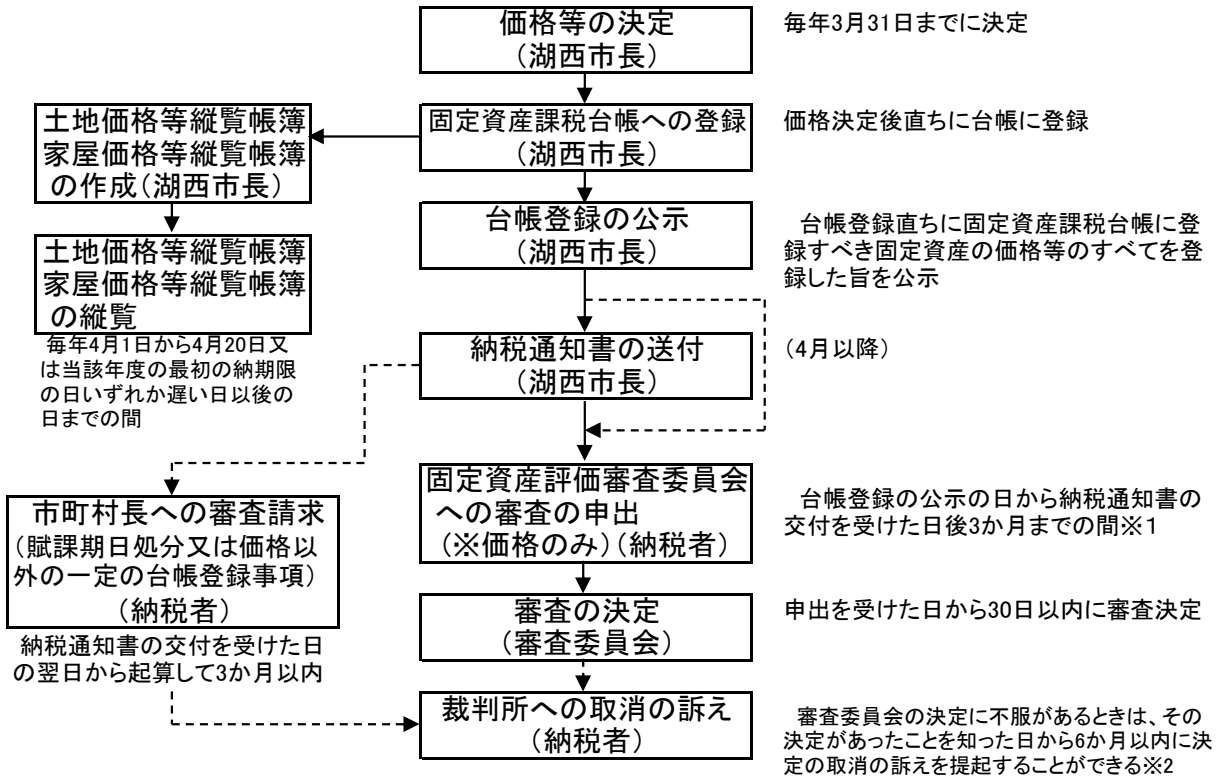 価格等の決定
(湖西市長)
毎年3月31日までに決定
土地価格等縦覧帳簿
家屋価格等縦覧帳簿
の作成(湖西市長)
固定資産課税台帳への登録
(湖西市長)
価格決定後直ちに台帳に登録
台帳登録の公示
(湖西市長)
台帳登録直ちに固定資産課税台帳に登
録すべき固定資産の価格等のすべてを登
録した旨を公示
土地価格等縦覧帳簿
家屋価格等縦覧帳簿
の縦覧
毎年4月1日から4月20日又
は当該年度の最初の納期限
の日いずれか遅い日以後の
日までの間
納税通知書の送付
(湖西市長)
(4月以降)
市町村長への審査請求
(賦課期日処分又は価格以
外の一定の台帳登録事項)
(納税者)
納税通知書の交付を受けた日
の翌日から起算して3か月以内
固定資産評価審査委員会
への審査の申出
(※価格のみ)(納税者)
台帳登録の公示の日から納税通知書の
交付を受けた日後3か月までの間※1
審査の決定
(審査委員会)
申出を受けた日から30日以内に審査決定
裁判所への取消の訴え
(納税者)
審査委員会の決定に不服があるときは、その
決定があったことを知った日から6か月以内に決
定の取消の訴えを提起することができる※2